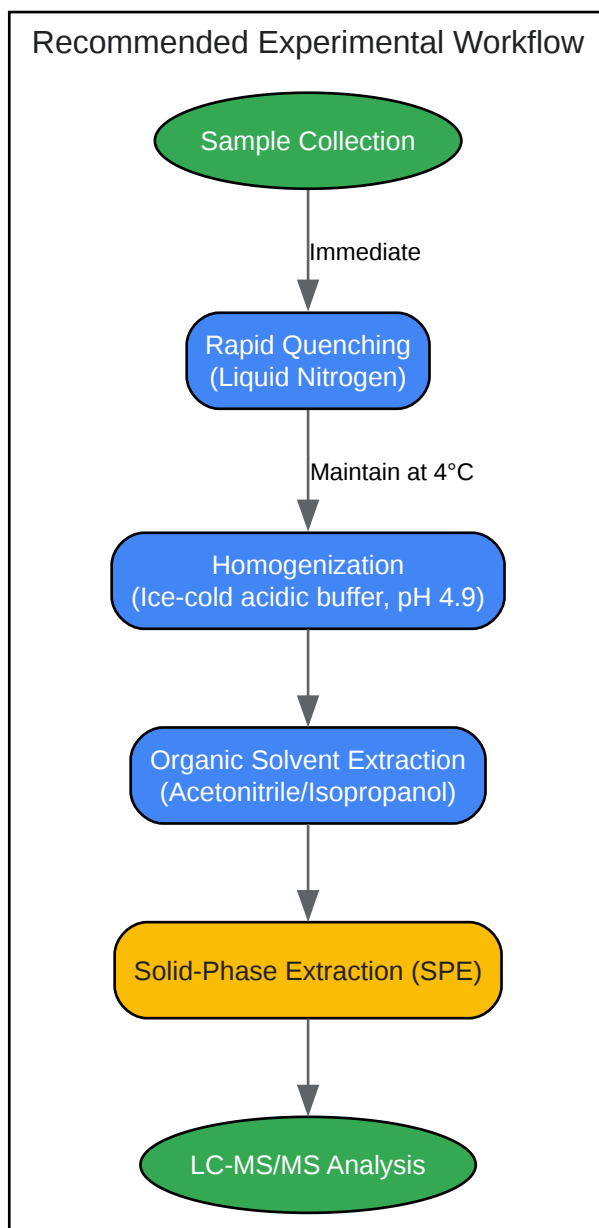 Recommended Experimental Workflow
Sample Collection
Immediate
Rapid Quenching
(Liquid Nitrogen)
Maintain at 4°C
Homogenization
(Ice-cold acidic buffer, pH 4.9)
Organic Solvent Extraction
(Acetonitrile/Isopropanol)
Solid-Phase Extraction (SPE)
LC-MS/MS Analysis